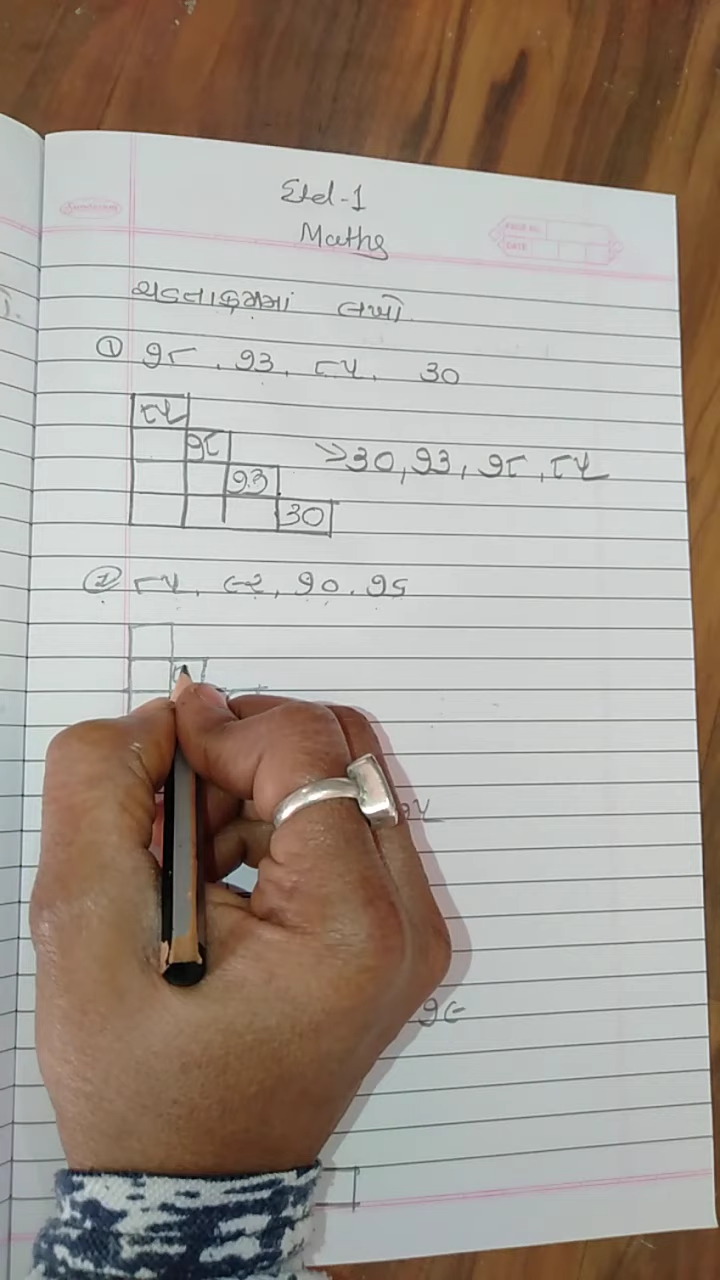 Std-1
Maths
ચડતાક્રમમાં લખો.
① ૭૮, ૭૩, ૮૫, ૩૦
૮૫
૭૮
૭૩
૩૦
> ૩૦, ૭૩, ૭૮, ૮૫
② ૮૫, ૯૨, ૭૦, ૭૬
૭૯